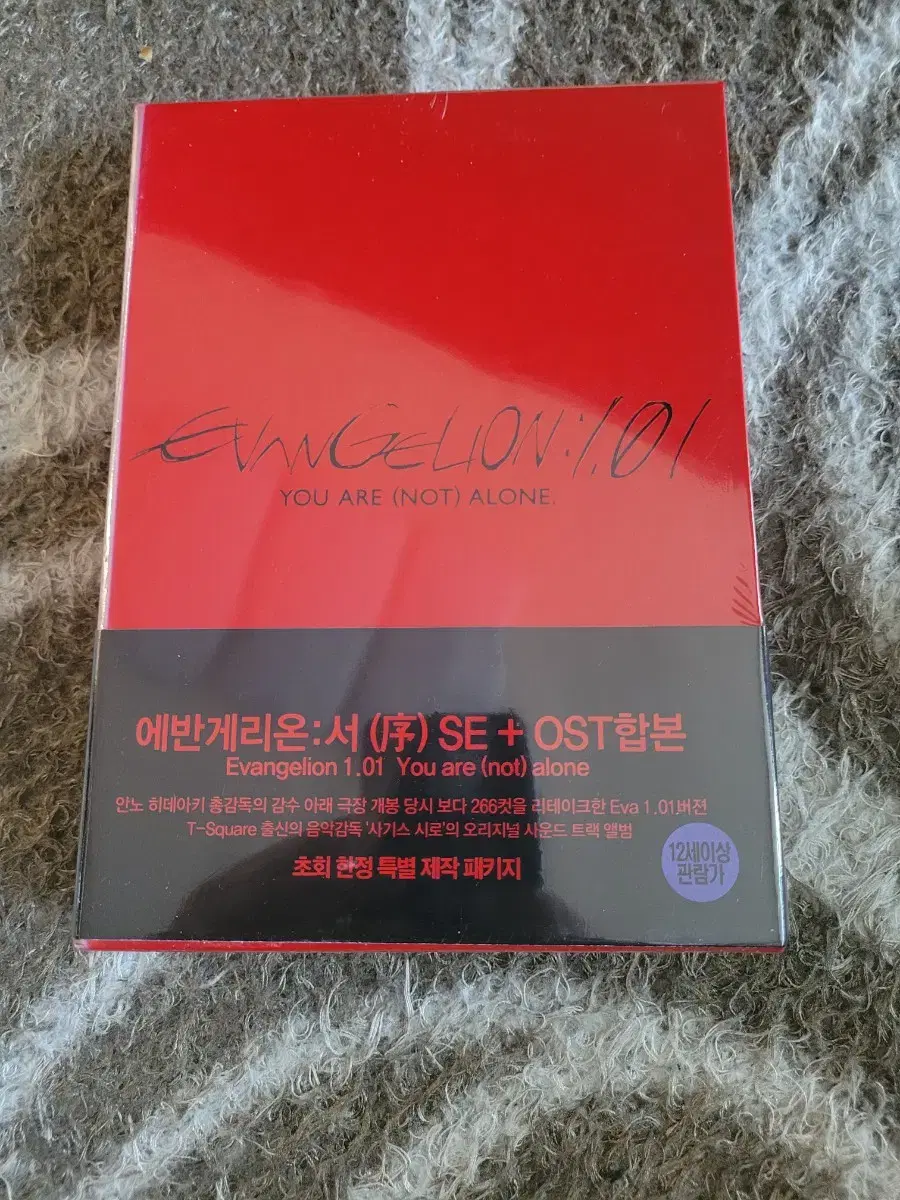 EVANGELION:1.01
YOU ARE (NOT) ALONE.
에반게리온:서 (序) SE + OST합본
Evangelion 1.01 You are (not) alone
안노 히데아키 총감독의 감수 아래 극장 개봉 당시 보다 266컷을 리테이크한 Eva 1.01버젼
T-Square 출신의 음악감독 '사기스 시로'의 오리지널 사운드 트랙 앨범
초회 한정 특별 제작 패키지
12세이상
관람가